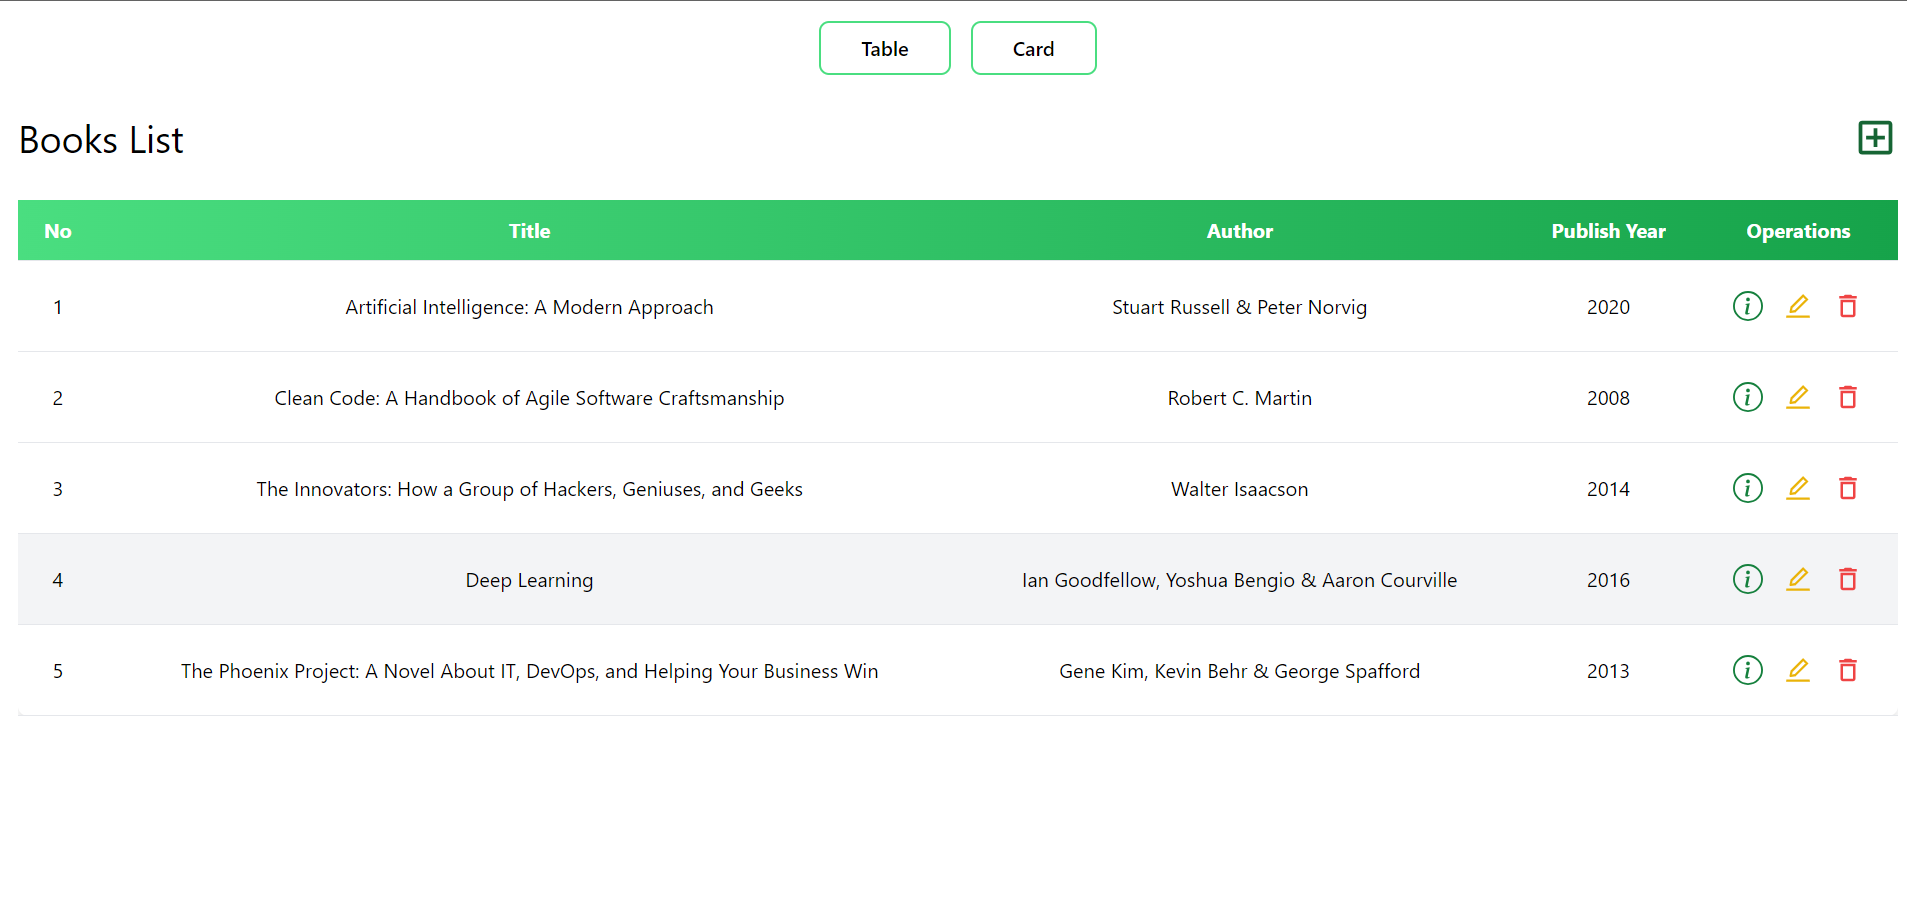 Table Card
Books List
No Title Author Publish Year Operations
1 Artificial Intelligence: A Modern Approach Stuart Russell & Peter Norvig 2020
2 Clean Code: A Handbook of Agile Software Craftsmanship Robert C. Martin 2008
3 The Innovators: How a Group of Hackers, Geniuses, and Geeks Walter Isaacson 2014
4 Deep Learning Ian Goodfellow, Yoshua Bengio & Aaron Courville 2016
5 The Phoenix Project: A Novel About IT, DevOps, and Helping Your Business Win Gene Kim, Kevin Behr & George Spafford 2013